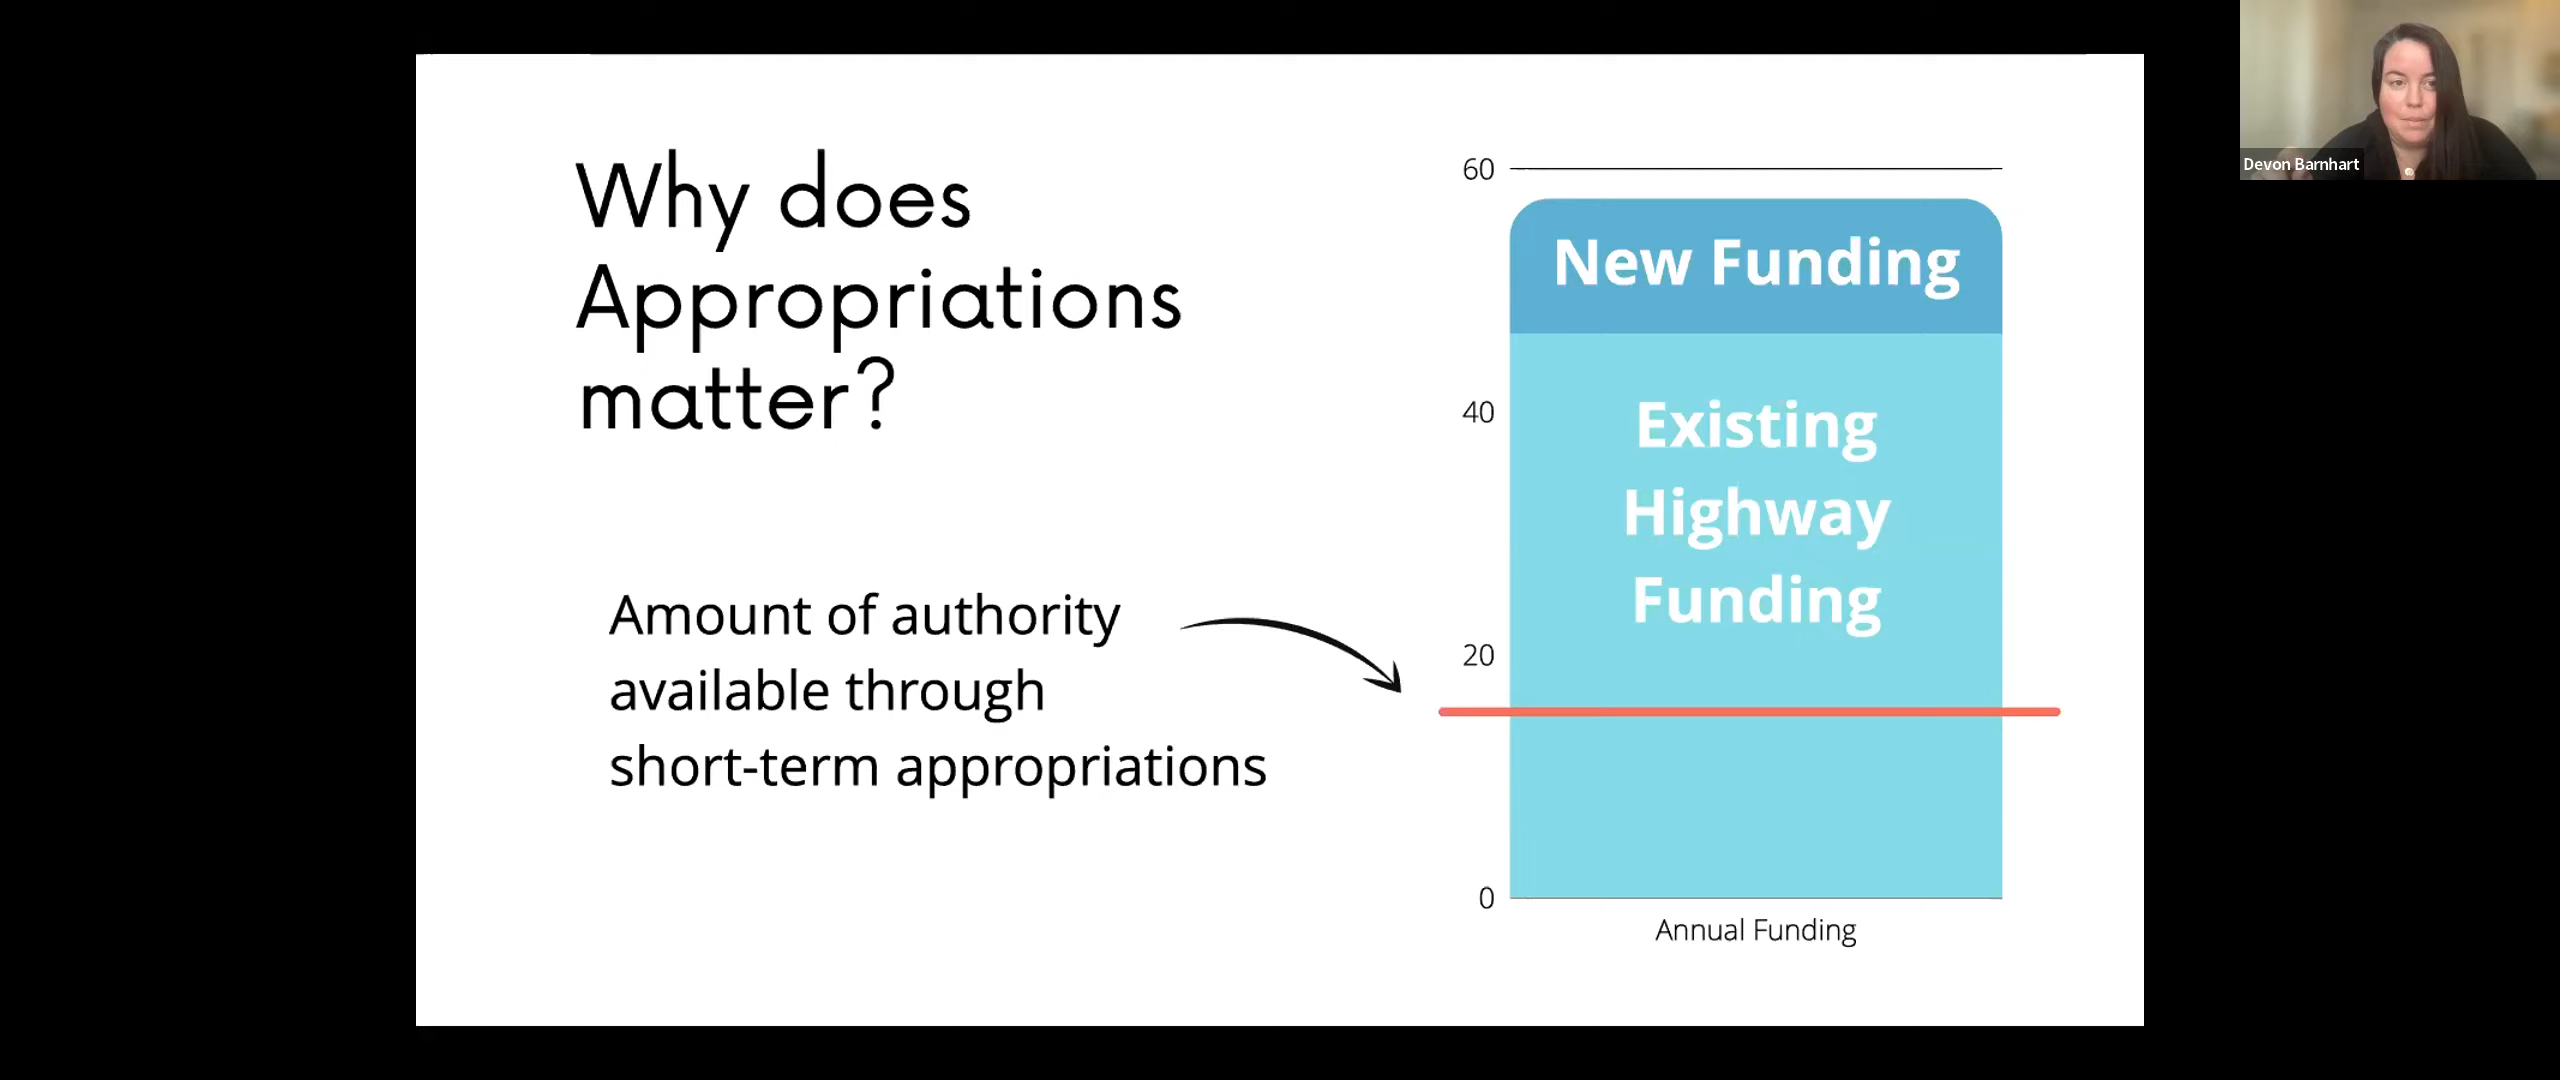 Why does
Appropriations
matter?
Amount of authority
available through
short-term appropriations
60
40
20
0
New Funding
Existing
Highway
Funding
Annual Funding
Devon Barnhart